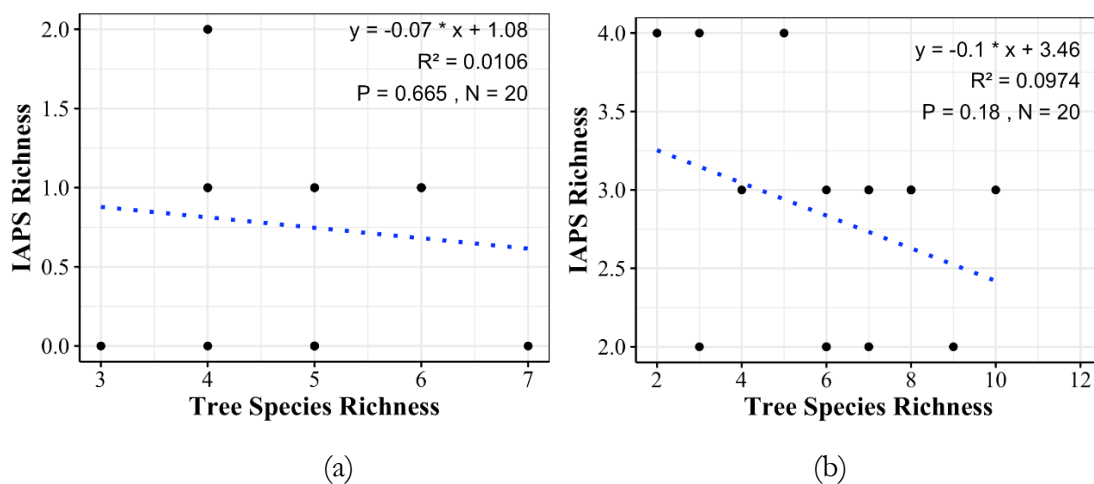 y = -0.07 * x + 1.08
R² = 0.0106
P = 0.665 , N = 20
2.0
1.5
1.0
0.5
0.0
IAPS Richness
3 4 5 6 7
Tree Species Richness
(a)
y = -0.1 * x + 3.46
R² = 0.0974
P = 0.18 , N = 20
4.0
3.5
3.0
2.5
2.0
IAPS Richness
2 4 6 8 10 12
Tree Species Richness
(b)